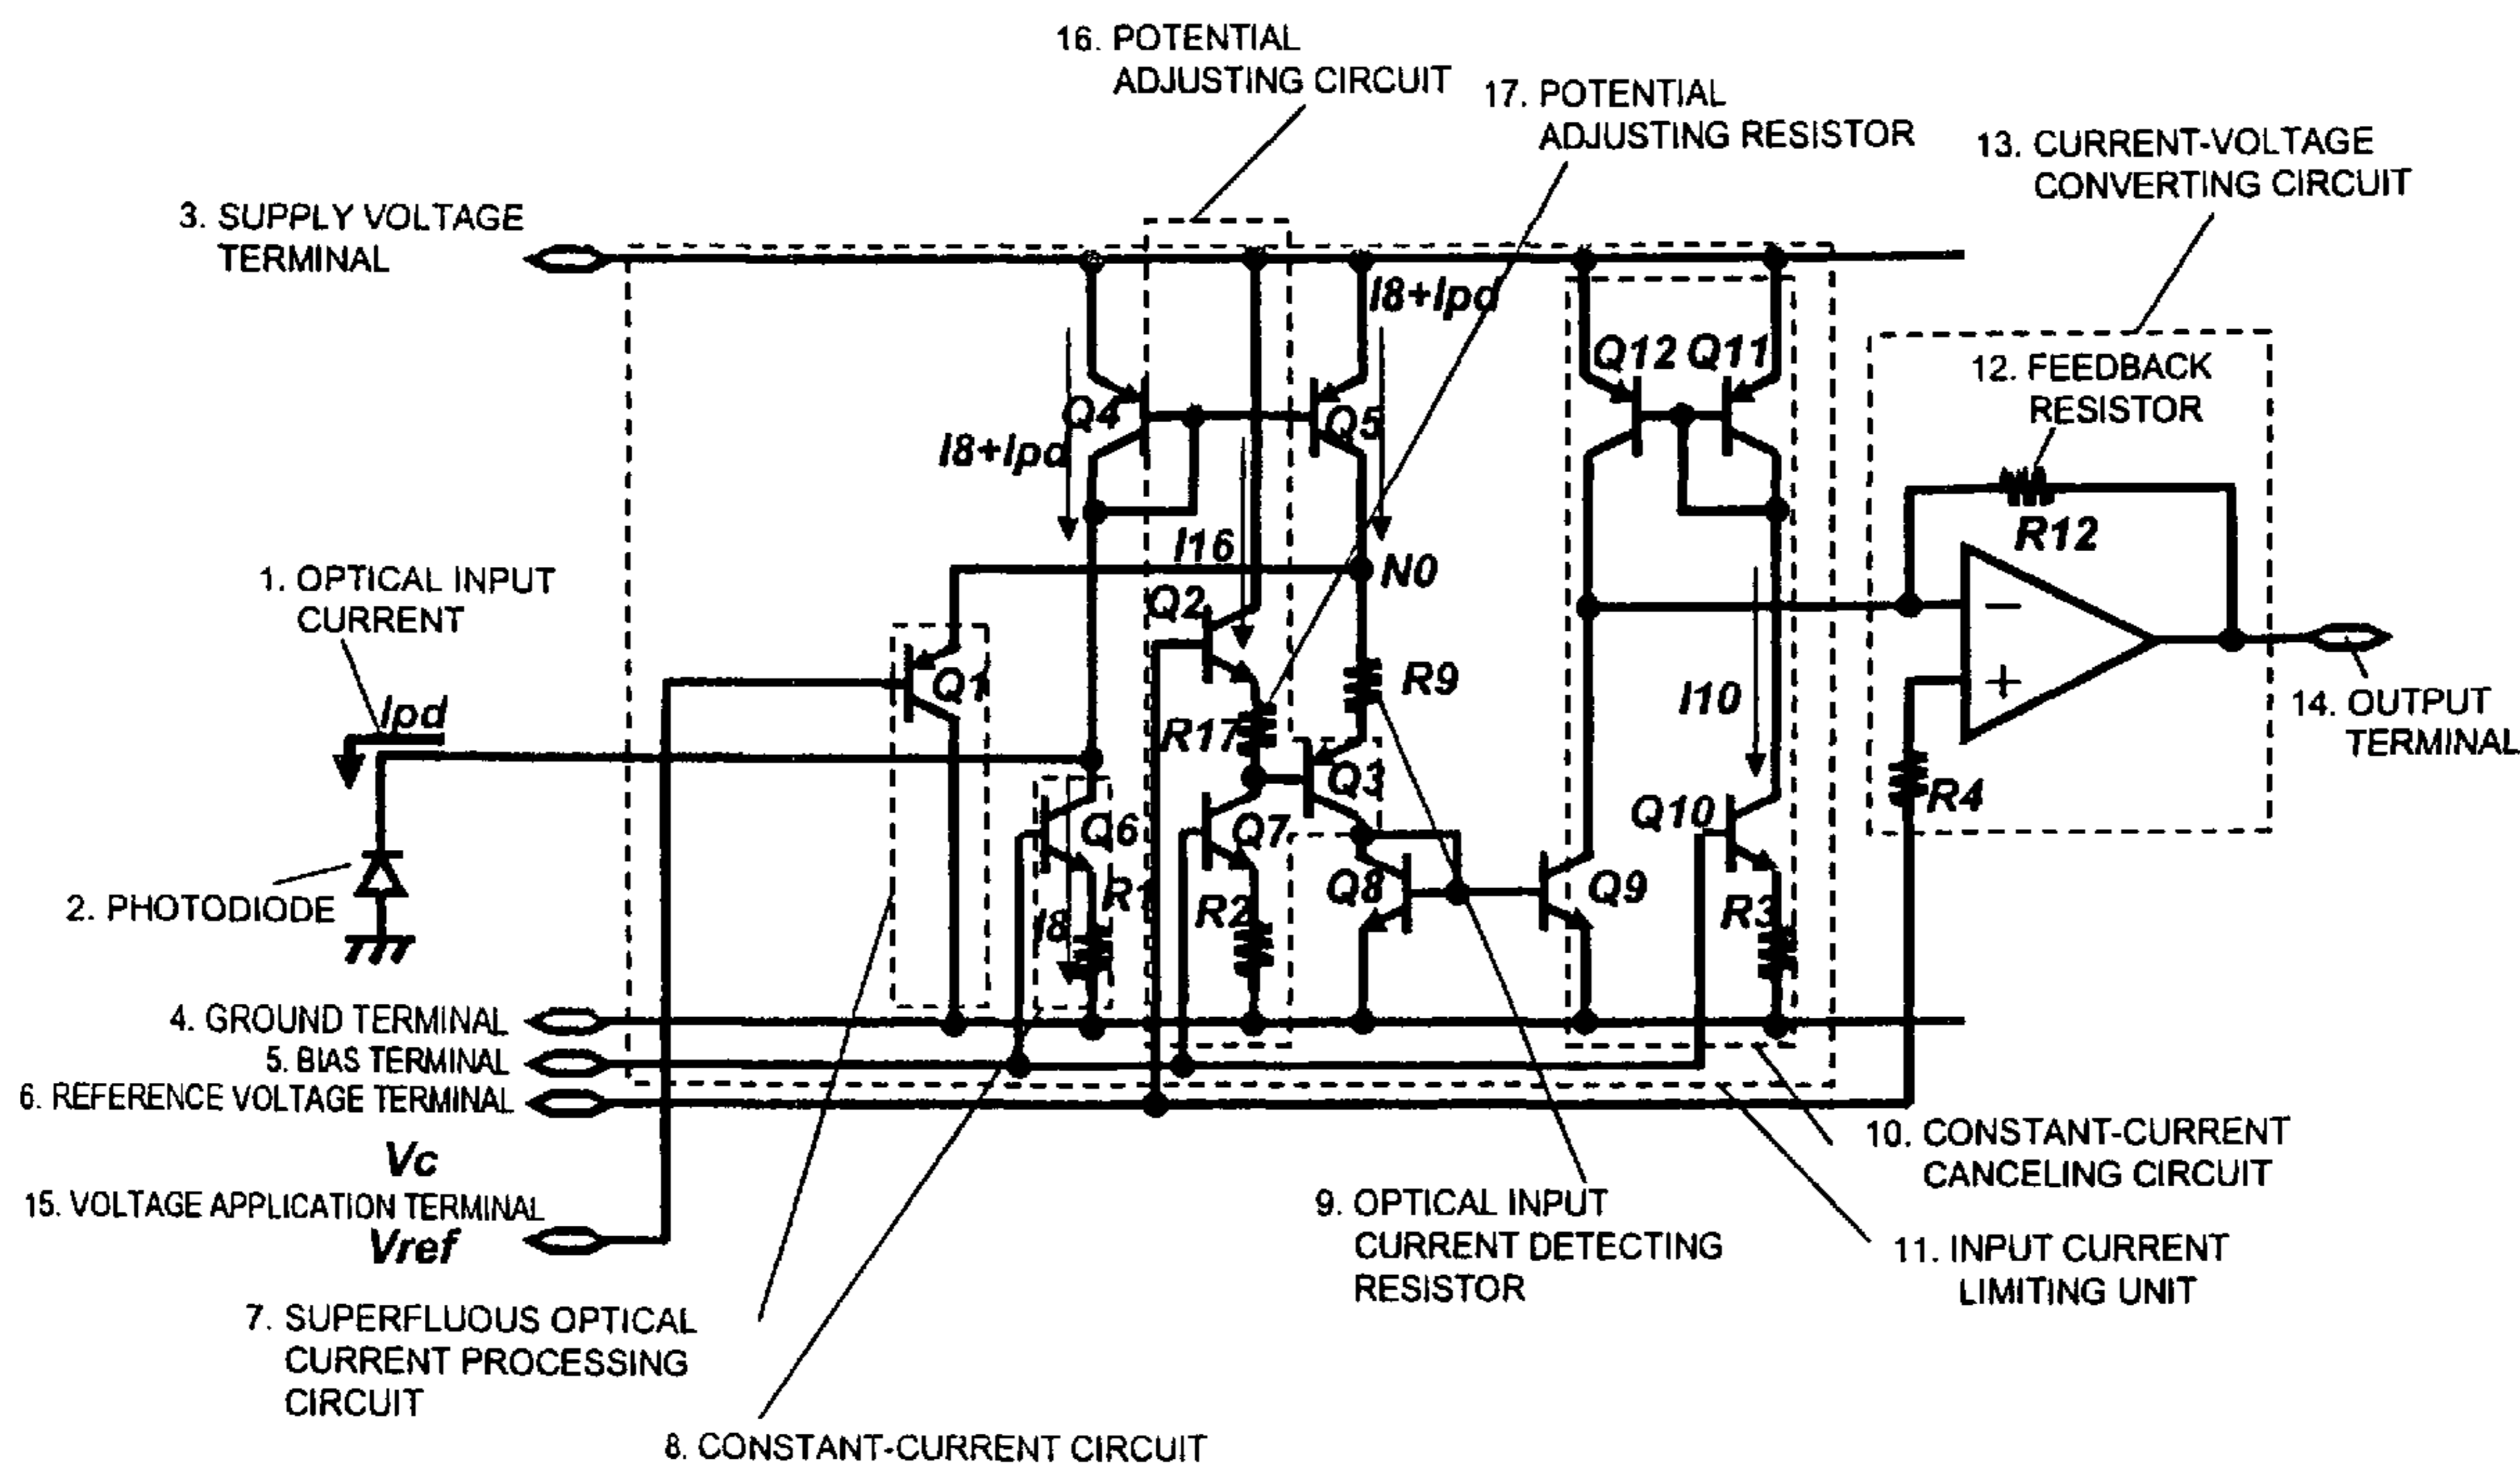 16. POTENTIAL
ADJUSTING CIRCUIT
17. POTENTIAL
ADJUSTING RESISTOR
13. CURRENT-VOLTAGE
CONVERTING CIRCUIT
3. SUPPLY VOLTAGE
TERMINAL
I8+Ipd
Q12
Q11
12. FEEDBACK
RESISTOR
Q4
Q5
I8+Ipd
R12
I16
N0
1. OPTICAL INPUT
CURRENT
Q2
−
Q1
R9
+
I10
Ipd
14. OUTPUT
TERMINAL
R17
Q3
R4
Q6
Q7
Q10
Q8
Q9
2. PHOTODIODE
R1
R2
R3
I8
4. GROUND TERMINAL
5. BIAS TERMINAL
6. REFERENCE VOLTAGE TERMINAL
Vc
15. VOLTAGE APPLICATION TERMINAL
Vref
10. CONSTANT-CURRENT
CANCELING CIRCUIT
9. OPTICAL INPUT
CURRENT DETECTING
RESISTOR
11. INPUT CURRENT
LIMITING UNIT
7. SUPERFLUOUS OPTICAL
CURRENT PROCESSING
CIRCUIT
8. CONSTANT-CURRENT CIRCUIT